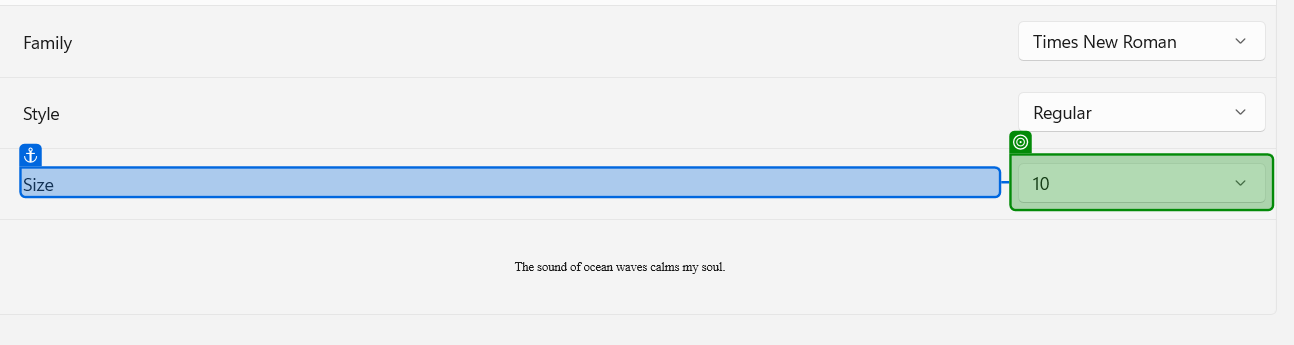 Family
Times New Roman
Style
Regular
Size
10
The sound of ocean waves calms my soul.